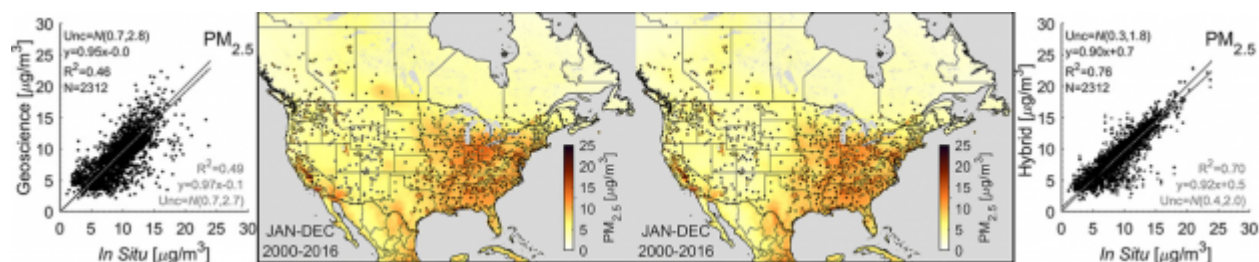 30
25
20
15
10
5
0
Geoscience [µg/m³]
Unc=N(0.7,2.8)
y=0.95x-0.0
R²=0.46
N=2312
PM2.5
R²=0.49
y=0.97x-0.1
Unc=N(0.7,2.7)
0 5 10 15 20 25 30
In Situ [µg/m³]
JAN-DEC
2000-2016
25
20
15
10
5
0
PM2.5 [µg/m³]
JAN-DEC
2000-2016
25
20
15
10
5
0
PM2.5 [µg/m³]
30
25
20
15
10
5
0
Hybrid [µg/m³]
Unc=N(0.3,1.8)
y=0.90x+0.7
R²=0.76
N=2312
PM2.5
R²=0.70
y=0.92x+0.5
Unc=N(0.4,2.0)
0 5 10 15 20 25 30
In Situ [µg/m³]